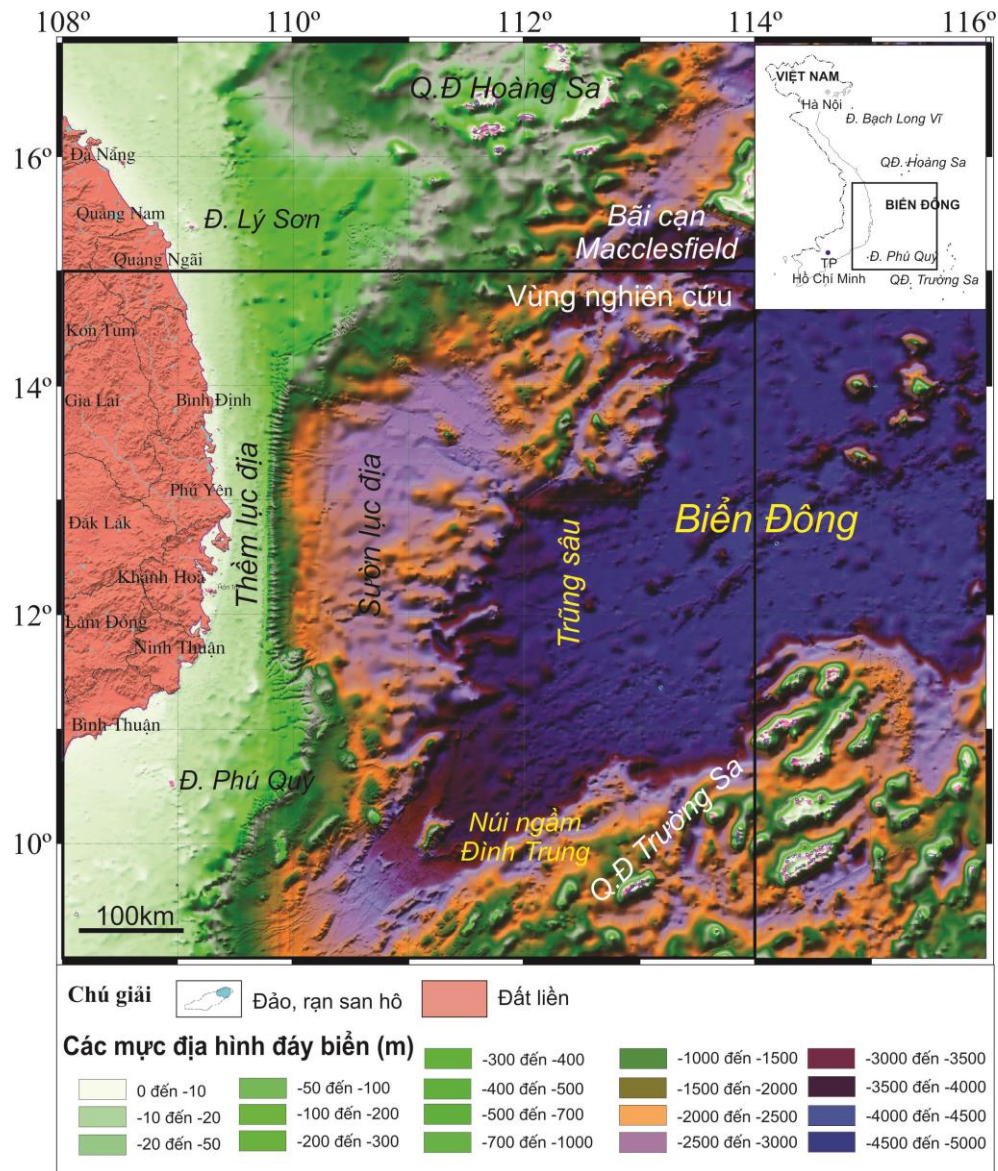 108º 110º 112º 114º 116º
Q.Đ Hoàng Sa
VIỆT NAM
Hà Nội
Đ. Bạch Long Vĩ
QĐ. Hoàng Sa
BIỂN ĐÔNG
Đ. Phú Quý
TP
Hồ Chí Minh
QĐ. Trường Sa
16º
Đà Nẵng
Quảng Nam
Đ. Lý Sơn
Bãi cạn
Macclesfield
Quảng Ngãi
Vùng nghiên cứu
Kon Tum
14º
Gia Lai
Bình Định
Phú Yên
Thềm lục địa
Sườn lục địa
Trũng sâu
Biển Đông
Đăk Lăk
Khánh Hoà
12º
Lâm Đồng
Ninh Thuận
Bình Thuận
Đ. Phú Quý
Núi ngầm
Đình Trung
Q.Đ Trường Sa
10º
100km
Chú giải
Đảo, rạn san hô
Đất liền
Các mực địa hình đáy biển (m)
0 đến -10
-10 đến -20
-20 đến -50
-50 đến -100
-100 đến -200
-200 đến -300
-300 đến -400
-400 đến -500
-500 đến -700
-700 đến -1000
-1000 đến -1500
-1500 đến -2000
-2000 đến -2500
-2500 đến -3000
-3000 đến -3500
-3500 đến -4000
-4000 đến -4500
-4500 đến -5000